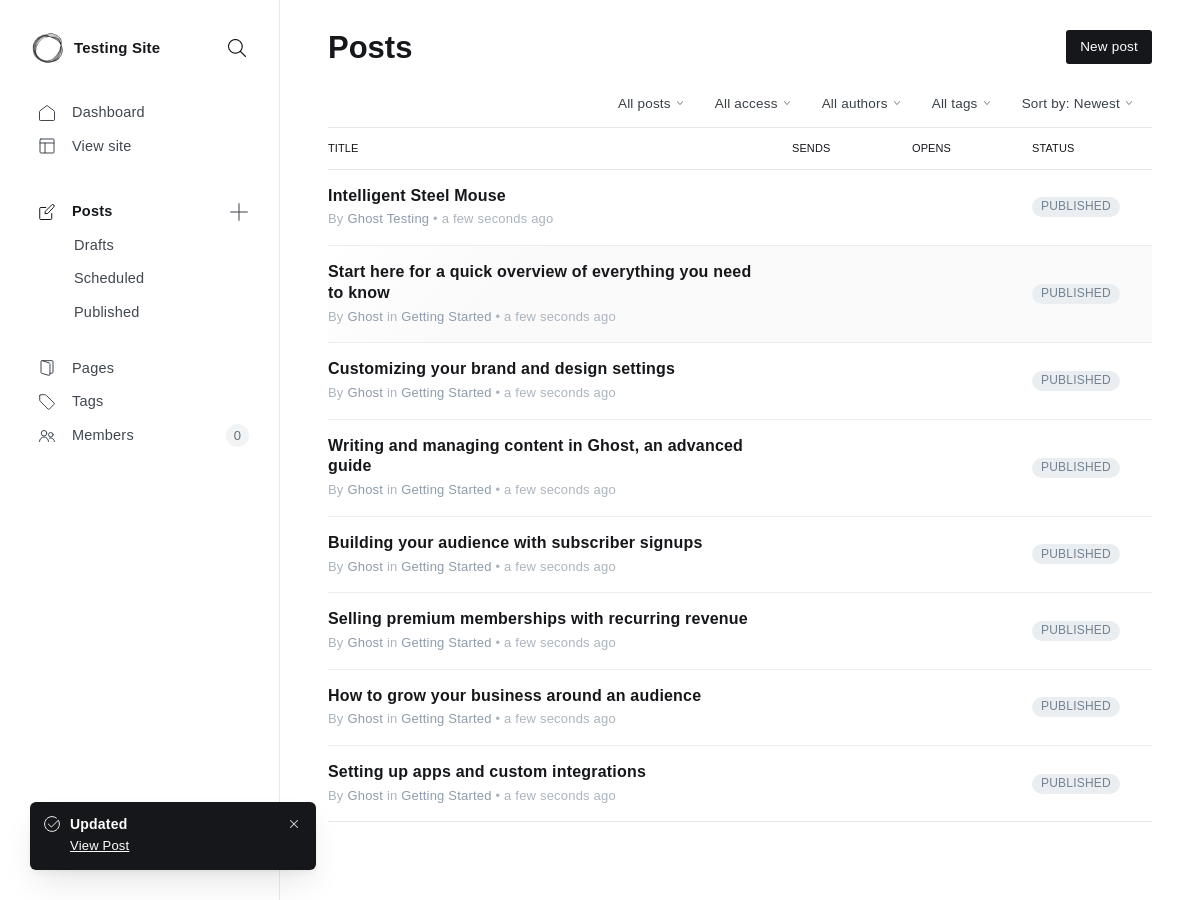 Testing Site
Dashboard
View site
Posts
Drafts
Scheduled
Published
Pages
Tags
Members
0
Posts
New post
All posts
All access
All authors
All tags
Sort by: Newest
TITLE
SENDS
OPENS
STATUS
Intelligent Steel Mouse
By Ghost Testing • a few seconds ago
PUBLISHED
Start here for a quick overview of everything you need
to know
By Ghost in Getting Started • a few seconds ago
PUBLISHED
Customizing your brand and design settings
By Ghost in Getting Started • a few seconds ago
PUBLISHED
Writing and managing content in Ghost, an advanced
guide
By Ghost in Getting Started • a few seconds ago
PUBLISHED
Building your audience with subscriber signups
By Ghost in Getting Started • a few seconds ago
PUBLISHED
Selling premium memberships with recurring revenue
By Ghost in Getting Started • a few seconds ago
PUBLISHED
How to grow your business around an audience
By Ghost in Getting Started • a few seconds ago
PUBLISHED
Setting up apps and custom integrations
By Ghost in Getting Started • a few seconds ago
PUBLISHED
Updated
View Post